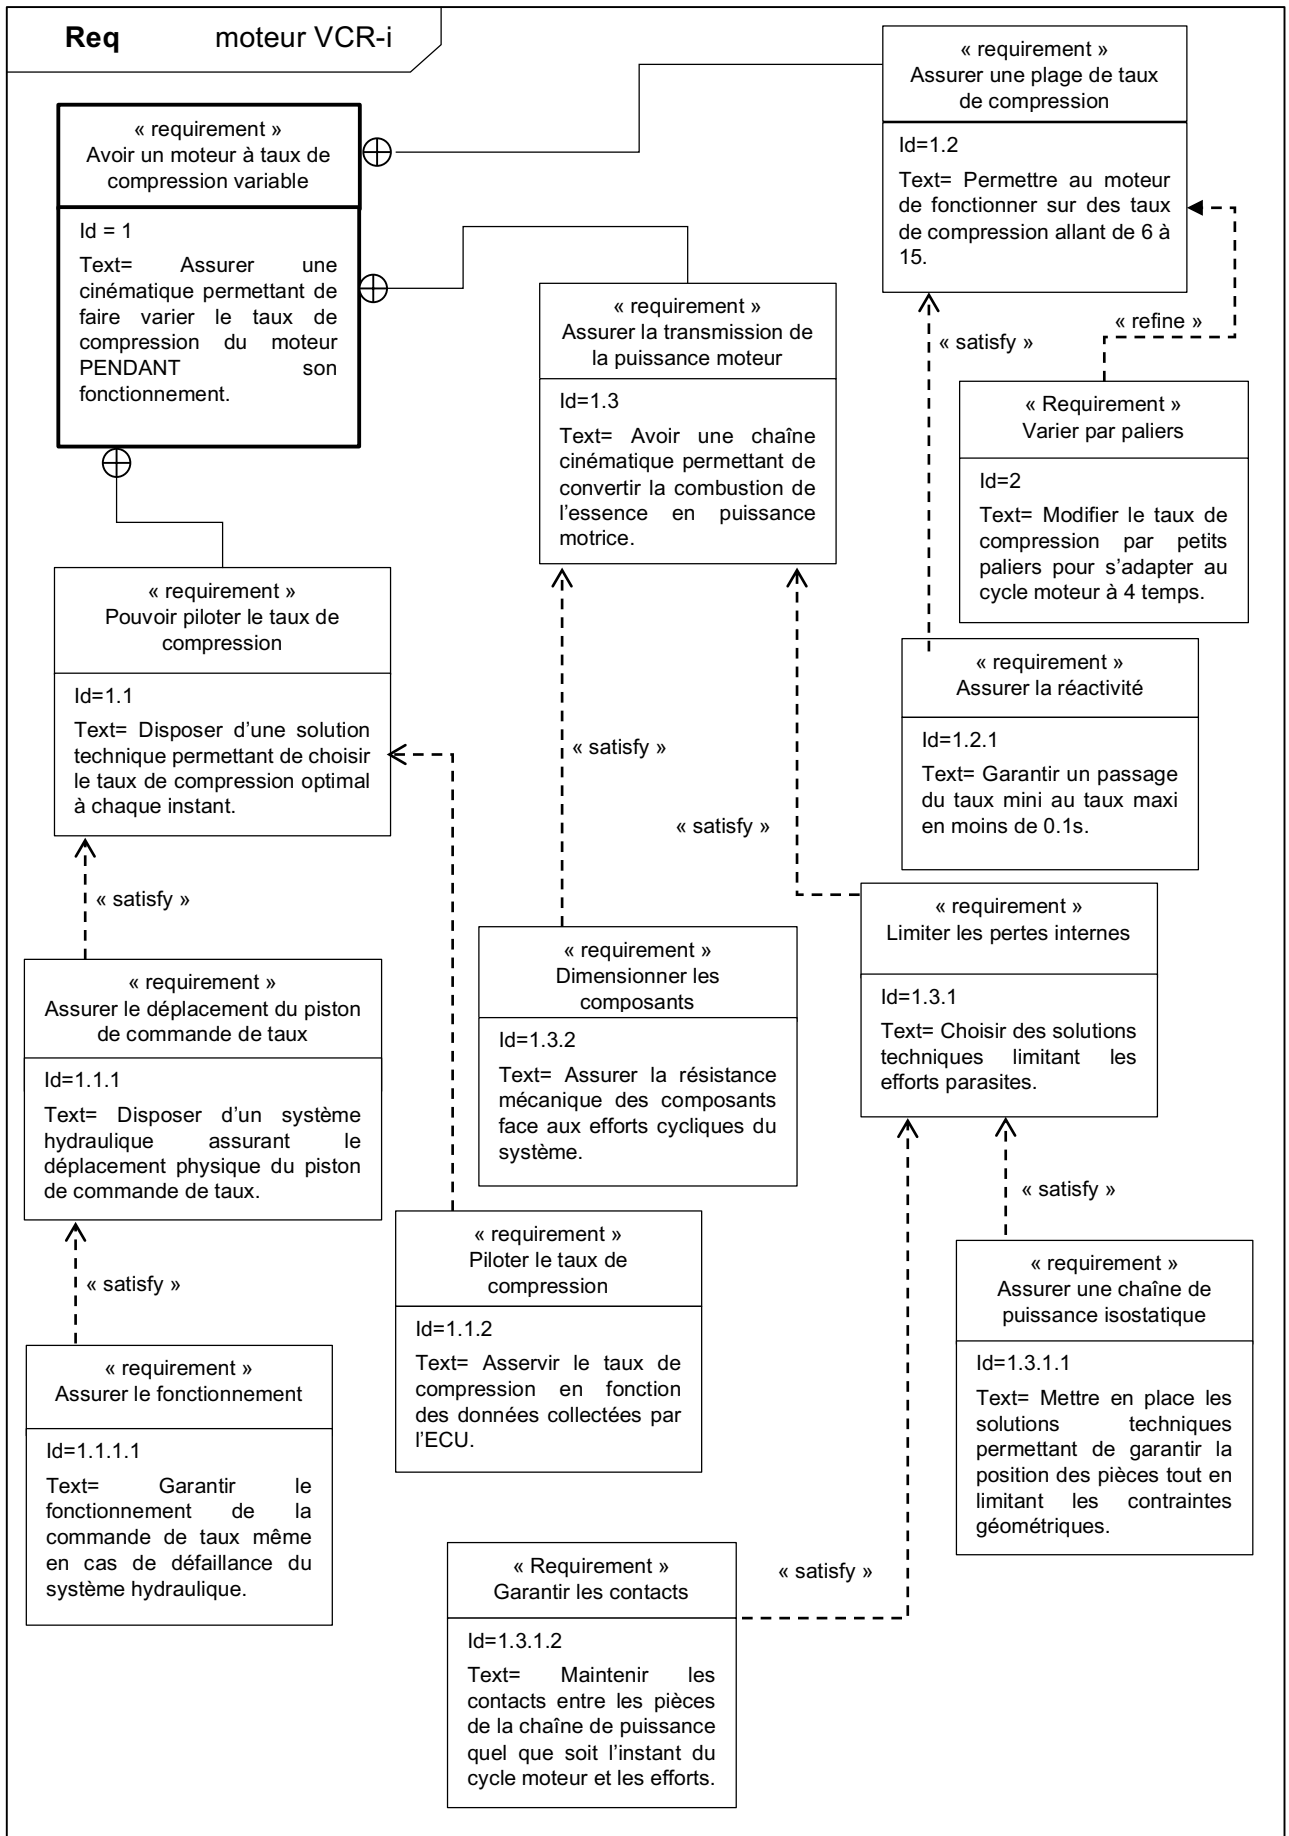 Req moteur VCR-i
« requirement »
Assurer une plage de taux
de compression
Id=1.2
Text= Permettre au moteur
de fonctionner sur des taux
de compression allant de 6 à
15.
« requirement »
Avoir un moteur à taux de
compression variable
Id = 1
Text= Assurer une
cinématique permettant de
faire varier le taux de
compression du moteur
PENDANT son
fonctionnement.
« requirement »
Assurer la transmission de
la puissance moteur
Id=1.3
Text= Avoir une chaîne
cinématique permettant de
convertir la combustion de
l'essence en puissance
motrice.
« refine »
« satisfy »
« Requirement »
Varier par paliers
Id=2
Text= Modifier le taux de
compression par petits
paliers pour s'adapter au
cycle moteur à 4 temps.
« requirement »
Pouvoir piloter le taux de
compression
Id=1.1
Text= Disposer d'une solution
technique permettant de choisir
le taux de compression optimal
à chaque instant.
« requirement »
Assurer la réactivité
Id=1.2.1
Text= Garantir un passage
du taux mini au taux maxi
en moins de 0.1s.
« satisfy »
« satisfy »
« satisfy »
« requirement »
Limiter les pertes internes
Id=1.3.1
Text= Choisir des solutions
techniques limitant les
efforts parasites.
« requirement »
Dimensionner les
composants
Id=1.3.2
Text= Assurer la résistance
mécanique des composants
face aux efforts cycliques du
système.
« requirement »
Assurer le déplacement du piston
de commande de taux
Id=1.1.1
Text= Disposer d'un système
hydraulique assurant le
déplacement physique du piston
de commande de taux.
« satisfy »
« satisfy »
« requirement »
Piloter le taux de
compression
Id=1.1.2
Text= Asservir le taux de
compression en fonction
des données collectées par
l'ECU.
« requirement »
Assurer une chaîne de
puissance isostatique
Id=1.3.1.1
Text= Mettre en place les
solutions techniques
permettant de garantir la
position des pièces tout en
limitant les contraintes
géométriques.
« requirement »
Assurer le fonctionnement
Id=1.1.1.1
Text= Garantir le
fonctionnement de la
commande de taux même
en cas de défaillance du
système hydraulique.
« satisfy »
« Requirement »
Garantir les contacts
Id=1.3.1.2
Text= Maintenir les
contacts entre les pièces
de la chaîne de puissance
quel que soit l'instant du
cycle moteur et les efforts.